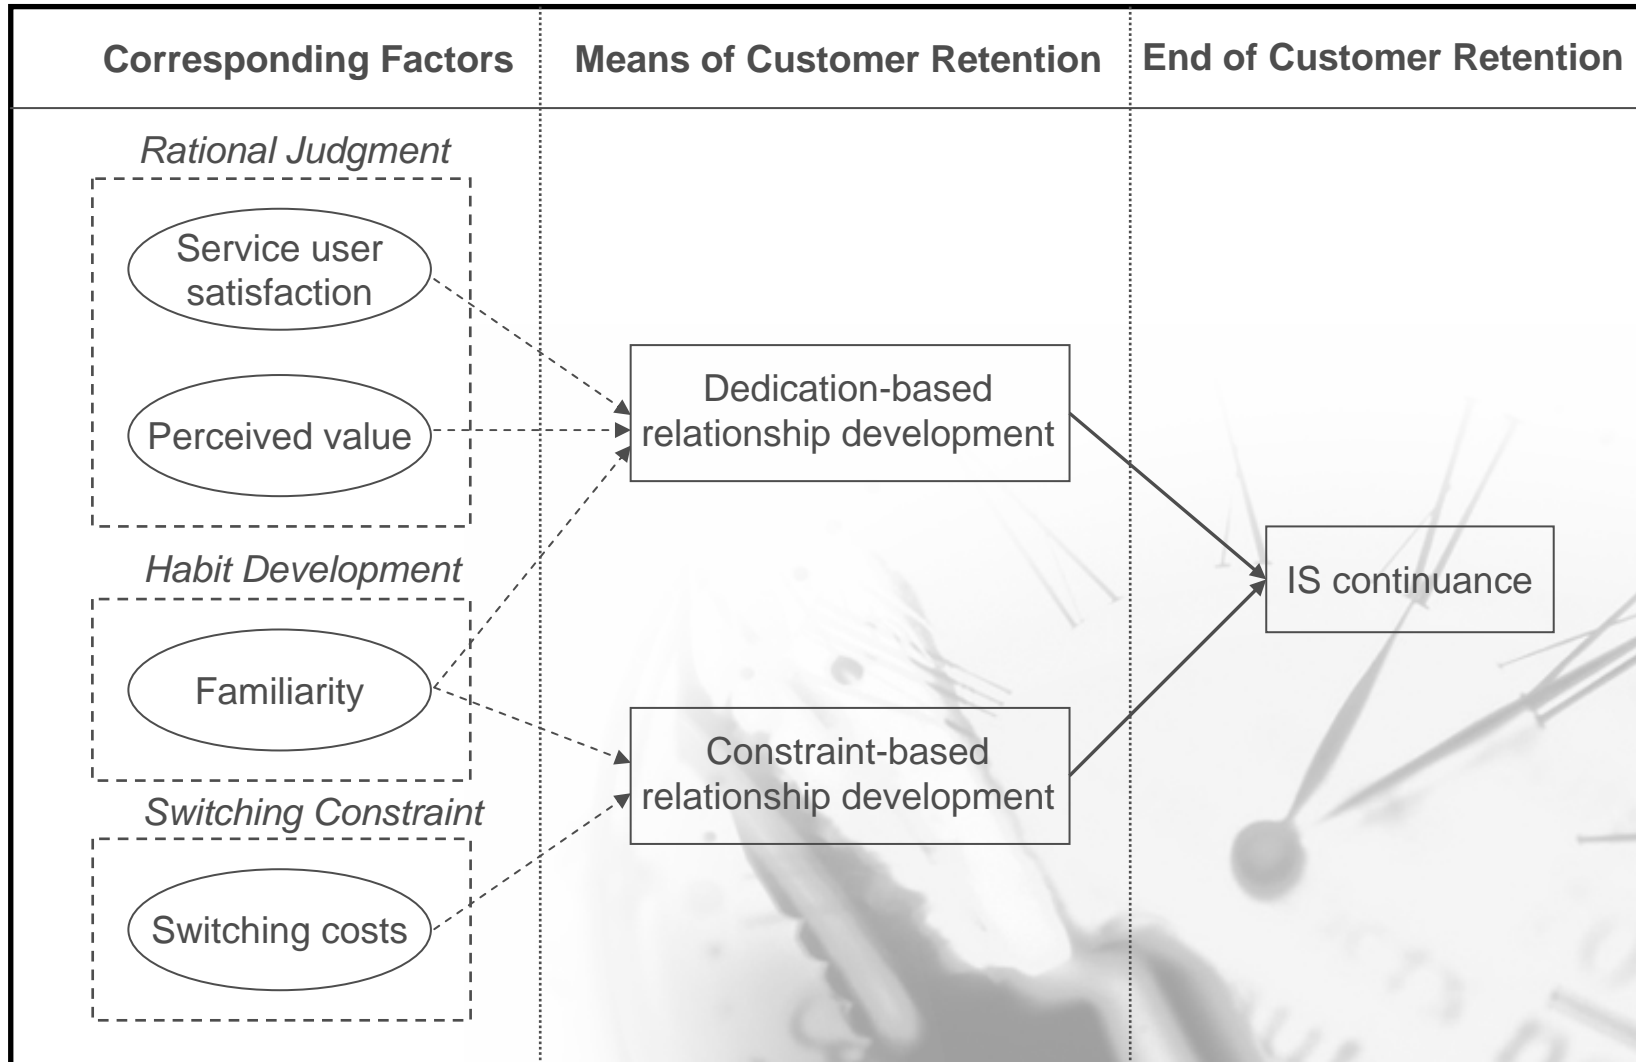 Corresponding Factors
Means of Customer Retention
End of Customer Retention
Rational Judgment
Service user
satisfaction
Perceived value
Habit Development
Familiarity
Switching Constraint
Switching costs
Dedication-based
relationship development
Constraint-based
relationship development
IS continuance